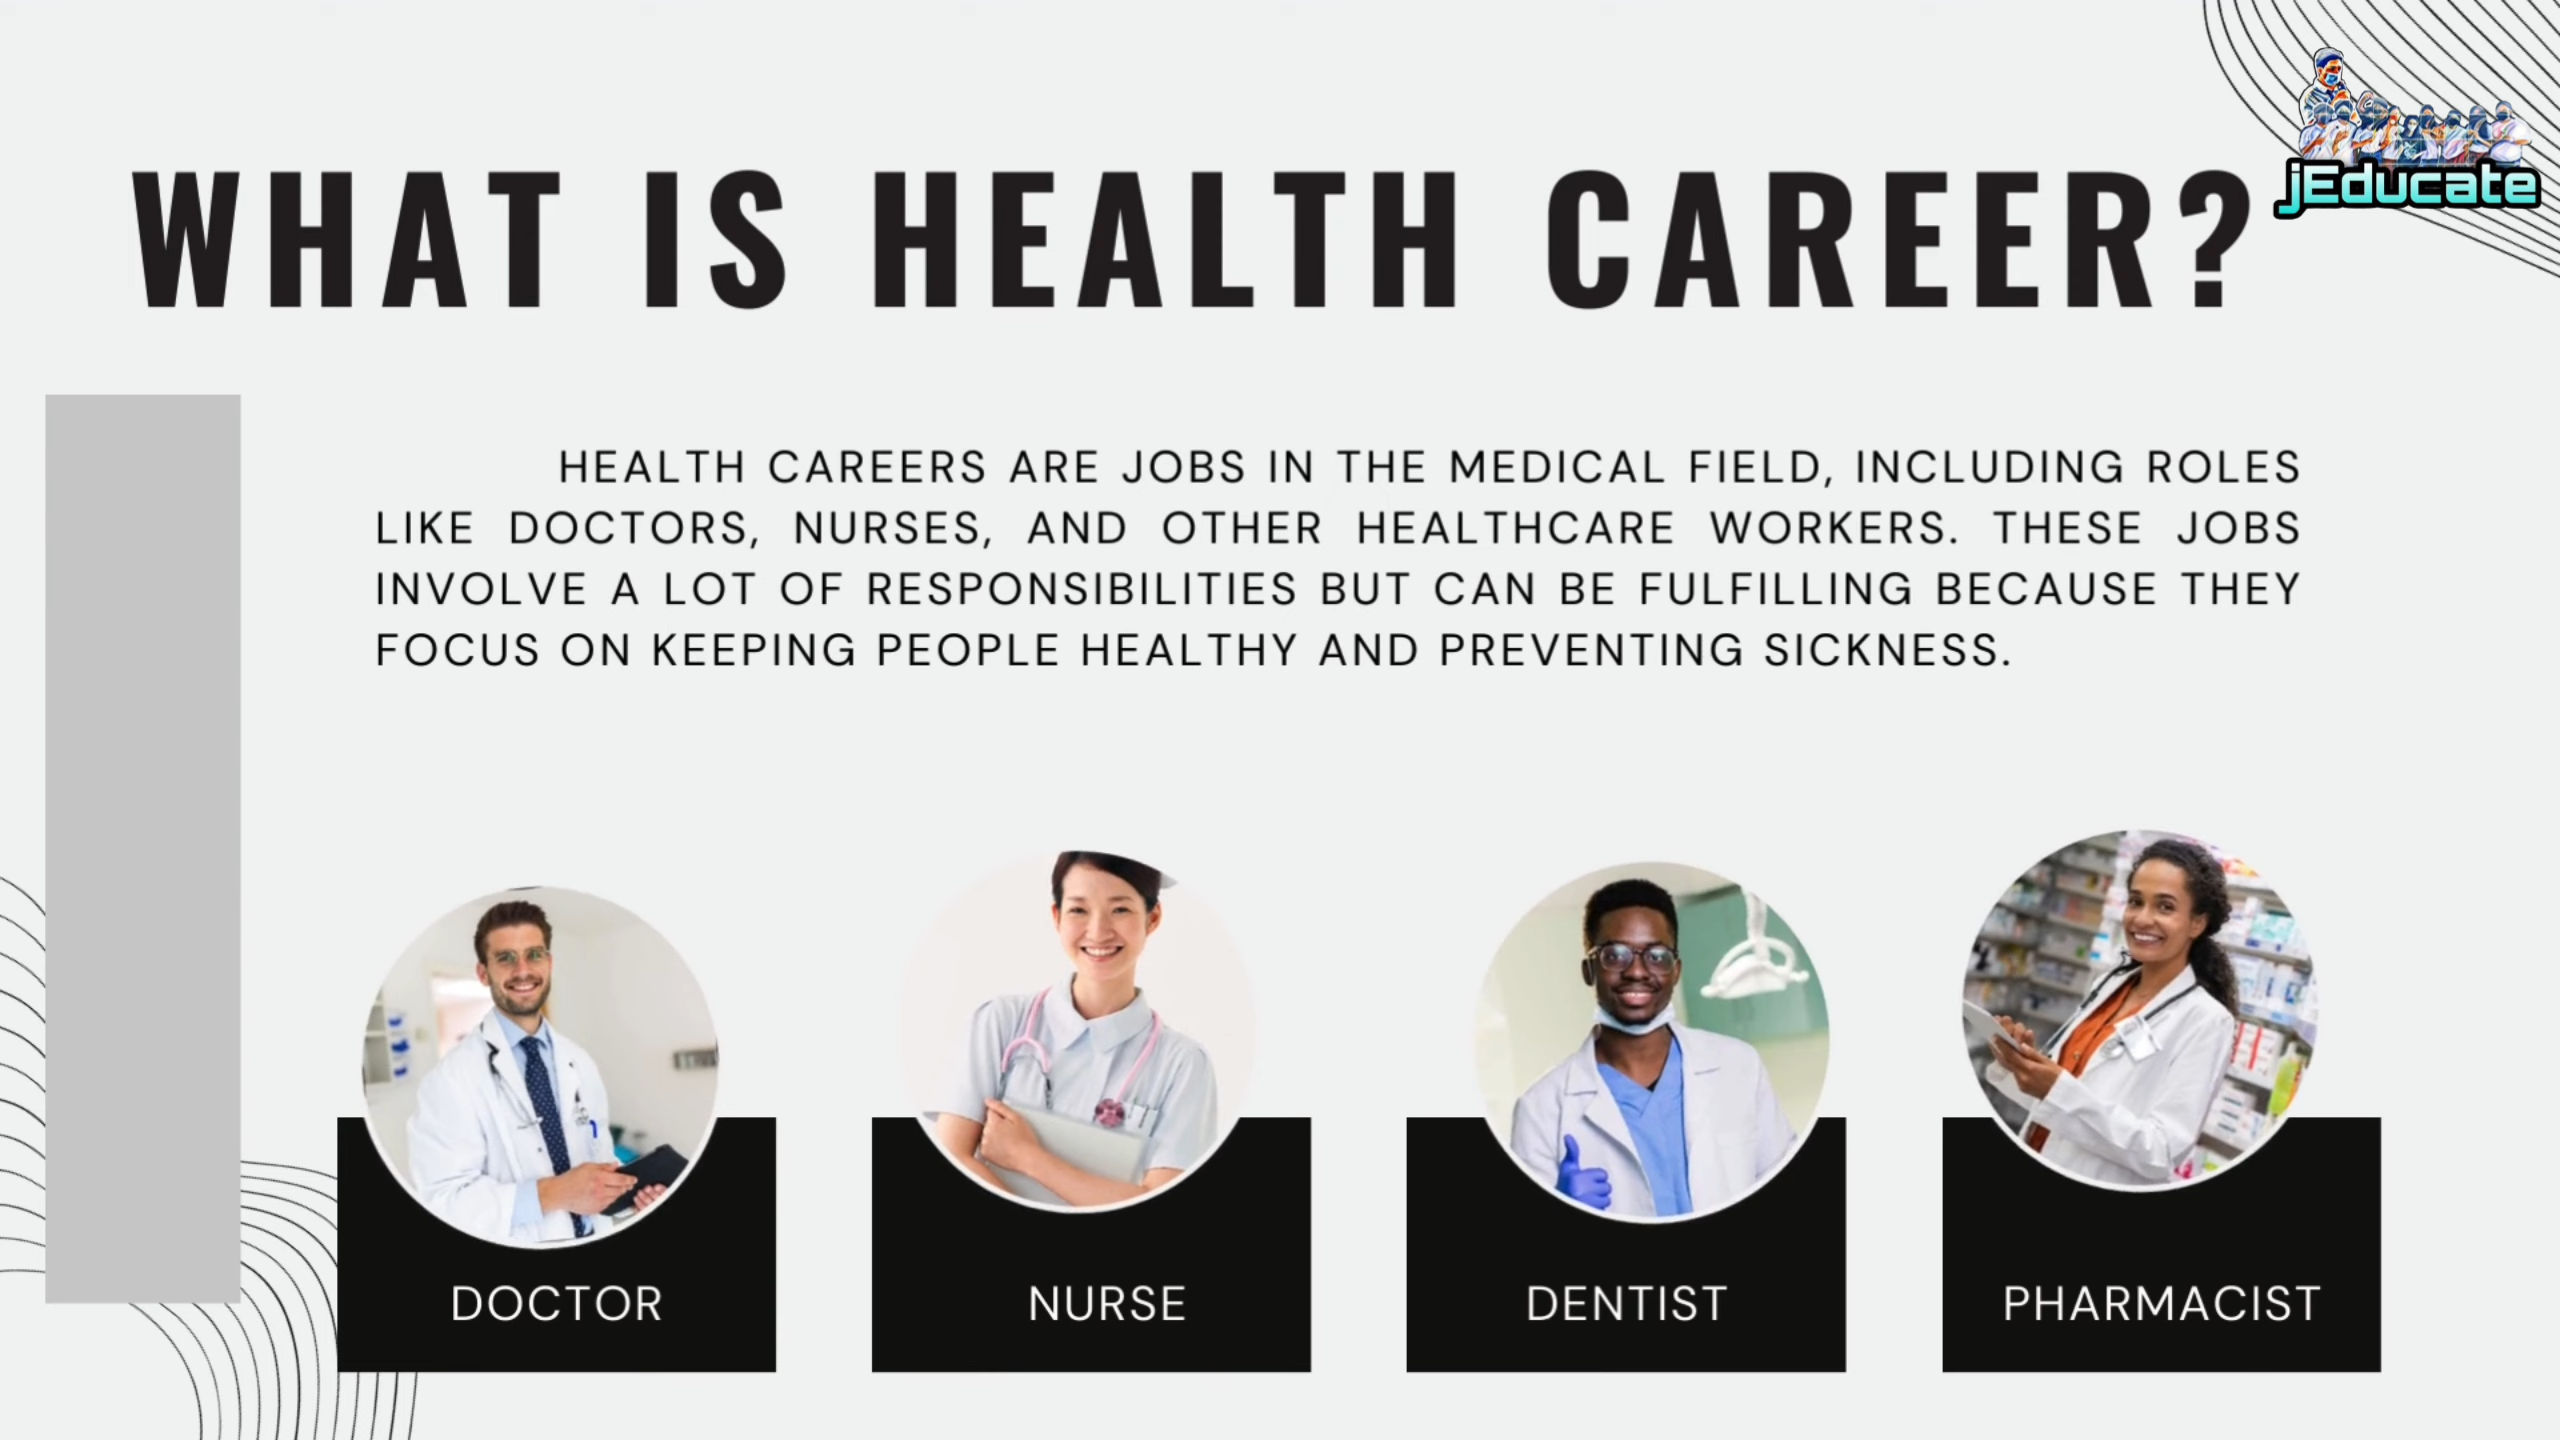 WHAT IS HEALTH CAREER?
jEducate
HEALTH CAREERS ARE JOBS IN THE MEDICAL FIELD, INCLUDING ROLES
LIKE DOCTORS, NURSES, AND OTHER HEALTHCARE WORKERS. THESE JOBS
INVOLVE A LOT OF RESPONSIBILITIES BUT CAN BE FULFILLING BECAUSE THEY
FOCUS ON KEEPING PEOPLE HEALTHY AND PREVENTING SICKNESS.
DOCTOR
NURSE
DENTIST
PHARMACIST